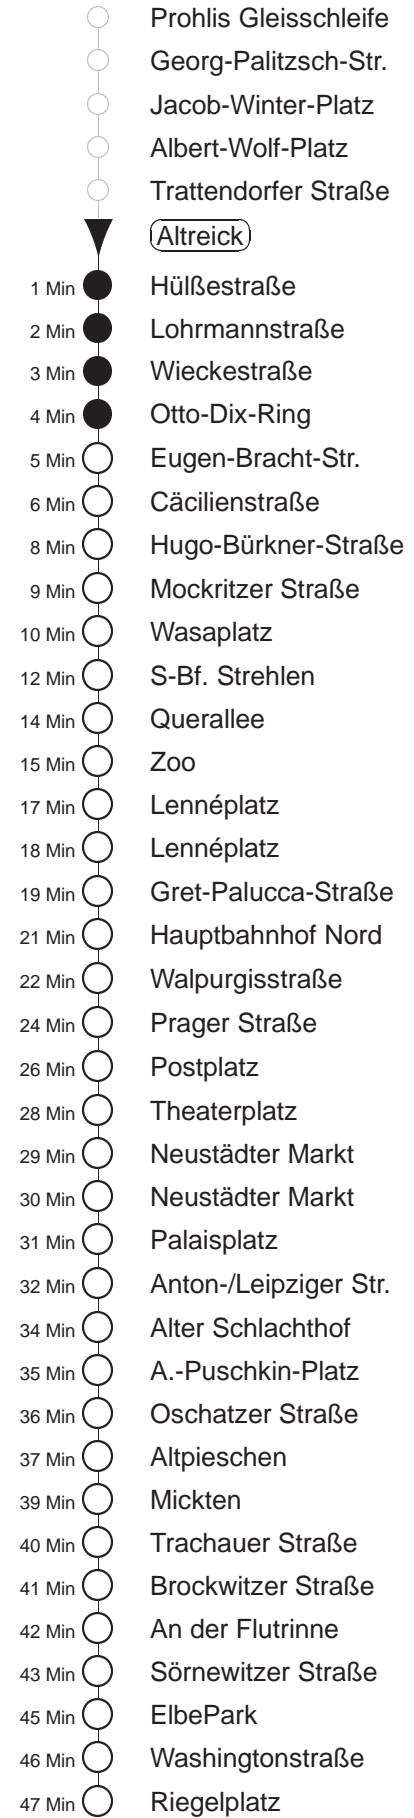 Prohlis Gleisschleife
Georg-Palitzsch-Str.
Jacob-Winter-Platz
Albert-Wolf-Platz
Trattendorfer Straße
Altreick
1 Min Hülßestraße
2 Min Lohrmannstraße
3 Min Wieckestraße
4 Min Otto-Dix-Ring
5 Min Eugen-Bracht-Str.
6 Min Cäcilienstraße
8 Min Hugo-Bürkner-Straße
9 Min Mockritzer Straße
10 Min Wasaplatz
12 Min S-Bf. Strehlen
14 Min Querallee
15 Min Zoo
17 Min Lennéplatz
18 Min Lennéplatz
19 Min Gret-Palucca-Straße
21 Min Hauptbahnhof Nord
22 Min Walpurgisstraße
24 Min Prager Straße
26 Min Postplatz
28 Min Theaterplatz
29 Min Neustädter Markt
30 Min Neustädter Markt
31 Min Palaisplatz
32 Min Anton-/Leipziger Str.
34 Min Alter Schlachthof
35 Min A.-Puschkin-Platz
36 Min Oschatzer Straße
37 Min Altpieschen
39 Min Mickten
40 Min Trachauer Straße
41 Min Brockwitzer Straße
42 Min An der Flutrinne
43 Min Sörnewitzer Straße
45 Min ElbePark
46 Min Washingtonstraße
47 Min Riegelplatz